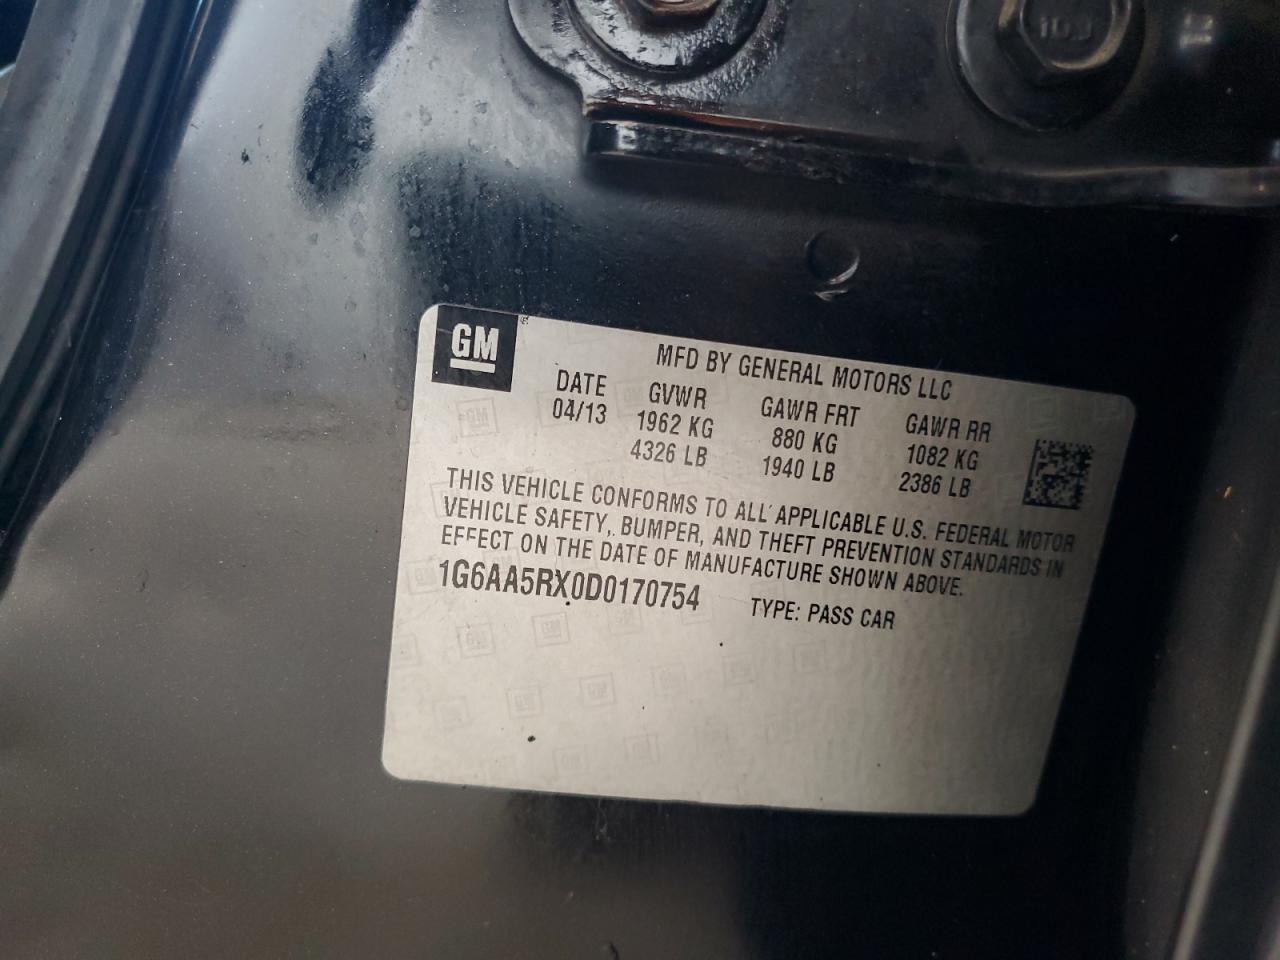 10.9
GM
MFD BY GENERAL MOTORS LLC
DATE GVWR GAWR FRT GAWR RR
04/13 1962 KG 880 KG 1082 KG
4326 LB 1940 LB 2386 LB
THIS VEHICLE CONFORMS TO ALL APPLICABLE U.S. FEDERAL MOTOR
VEHICLE SAFETY, BUMPER, AND THEFT PREVENTION STANDARDS IN
EFFECT ON THE DATE OF MANUFACTURE SHOWN ABOVE.
1G6AA5RX0D0170754 TYPE: PASS CAR